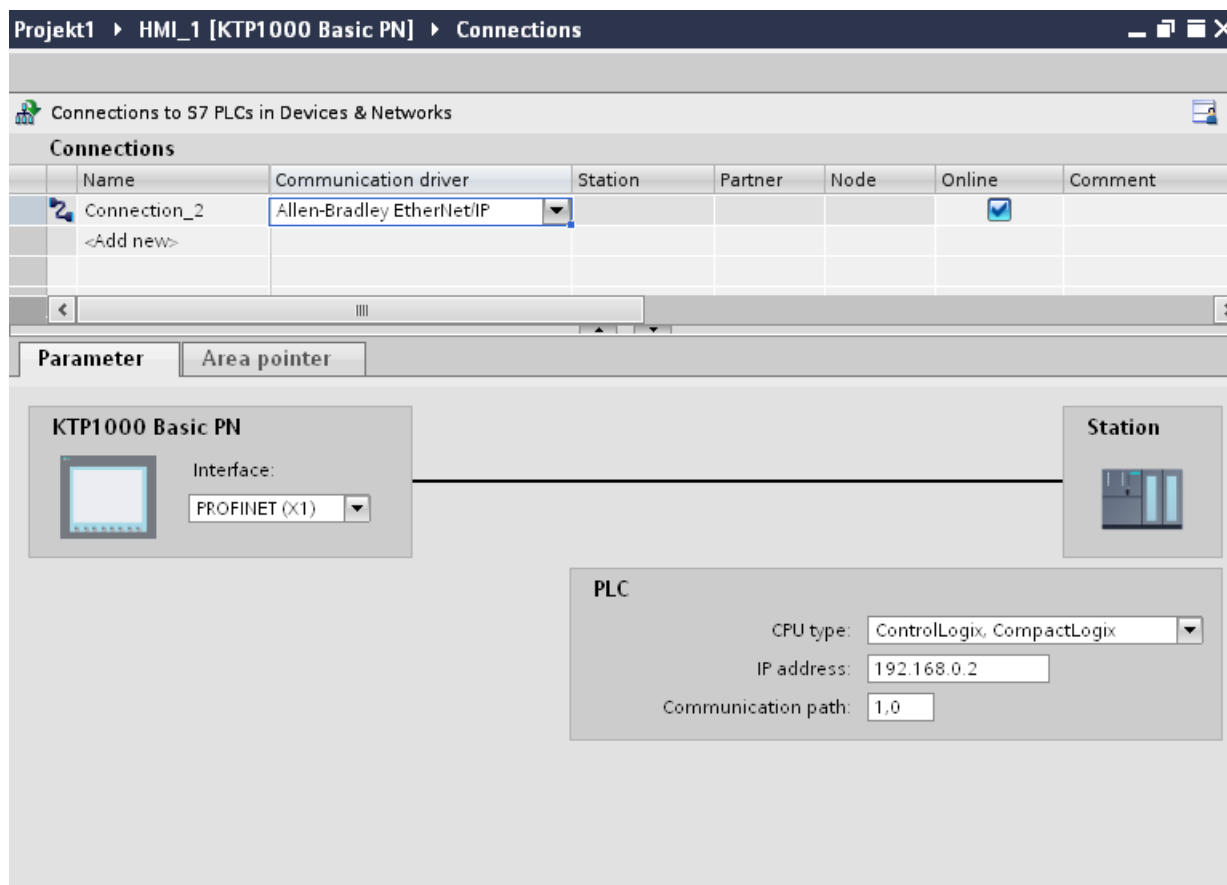 Projekt1 ▸ HMI_1 [KTP1000 Basic PN] ▸ Connections
Connections to S7 PLCs in Devices & Networks
Connections
Name Communication driver Station Partner Node Online Comment
Connection_2 Allen-Bradley EtherNet/IP
<Add new>
Parameter Area pointer
KTP1000 Basic PN
Station
Interface:
PROFINET (X1)
PLC
CPU type: ControlLogix, CompactLogix
IP address: 192.168.0.2
Communication path: 1,0